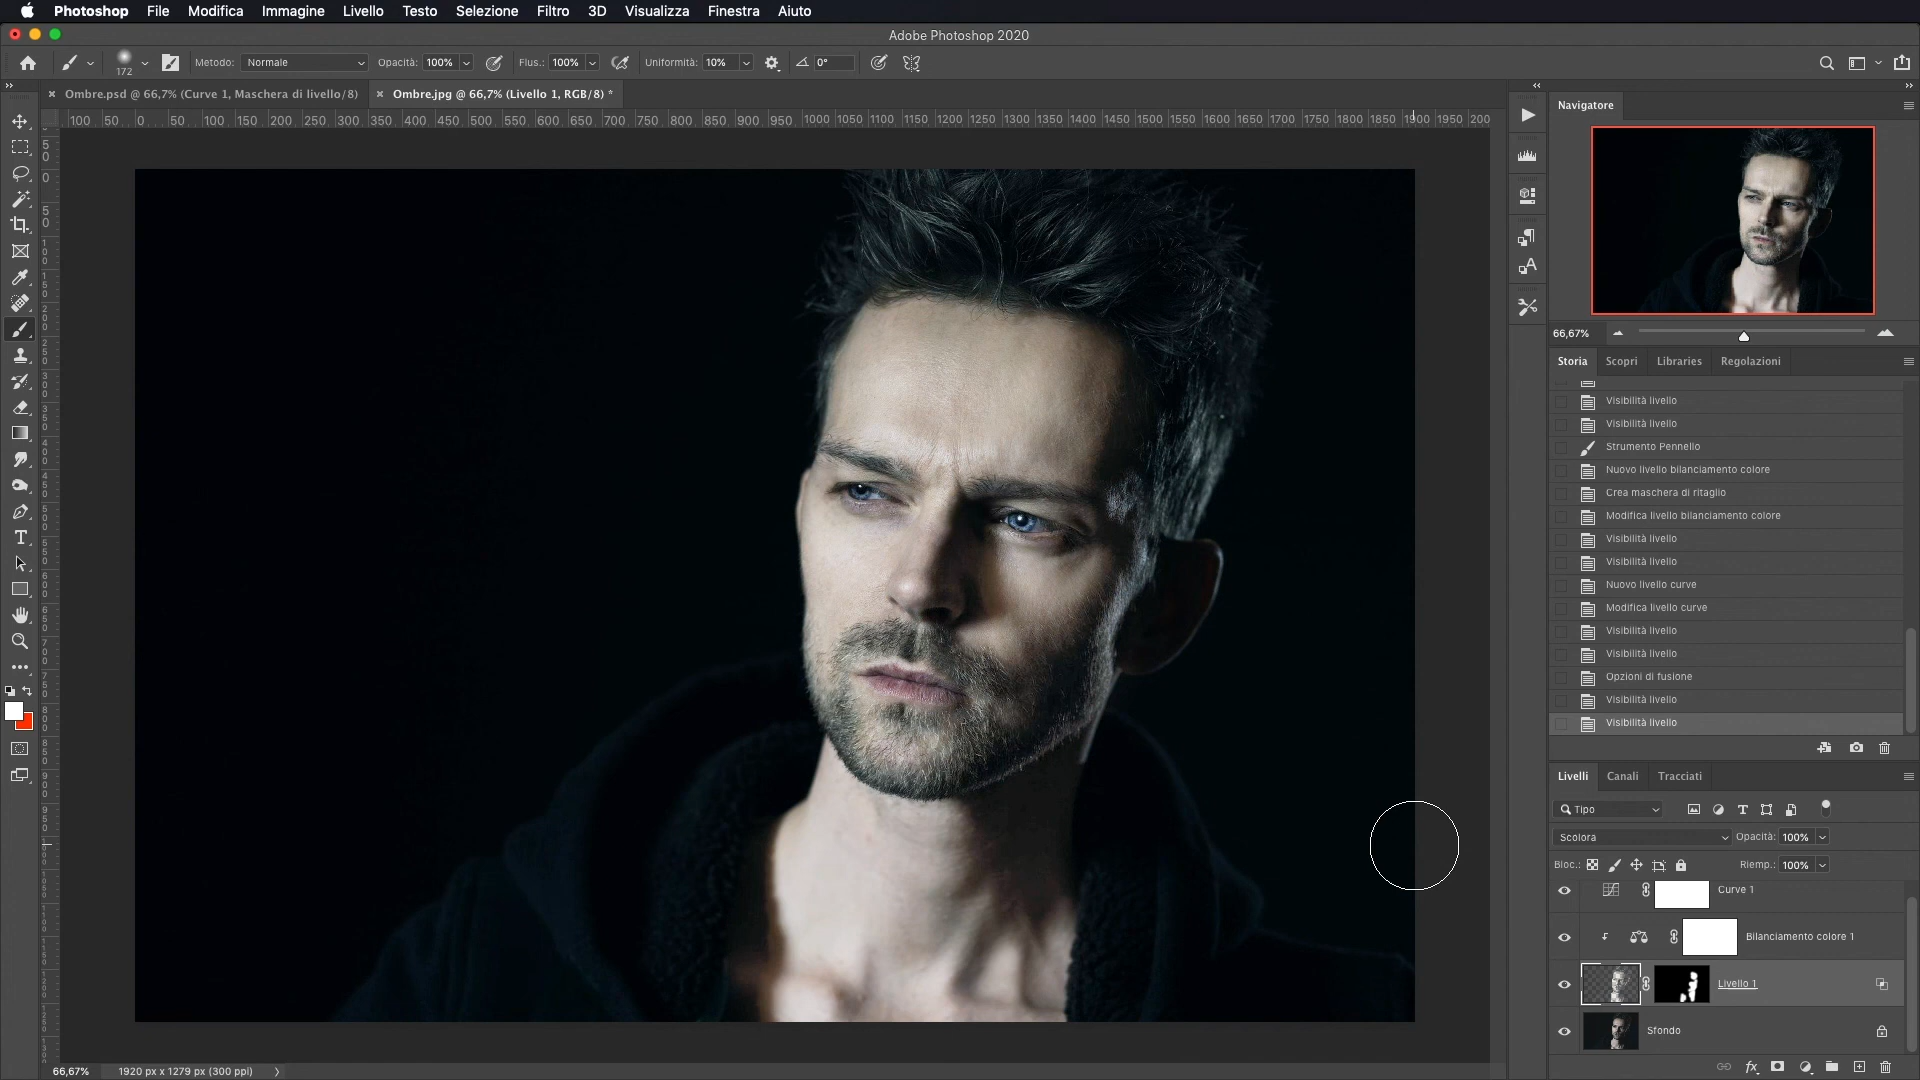 Photoshop File Modifica Immagine Livello Testo Selezione Filtro 3D Visualizza Finestra Aiuto
Adobe Photoshop 2020
172 Metodo: Normale Opacità: 100% Flus.: 100% Uniformità: 10% 0°
Ombre.psd @ 66,7% (Curve 1, Maschera di livello/8) Ombre.jpg @ 66,7% (Livello 1, RGB/8) *
100 50 0 50 100 150 200 250 300 350 400 450 500 550 600 650 700 750 800 850 900 950 1000 1050 1100 1150 1200 1250 1300 1350 1400 1450 1500 1550 1600 1650 1700 1750 1800 1850 1900 1950 200
Navigatore
66,67%
Storia Scopri Libraries Regolazioni
Visibilità livello
Visibilità livello
Strumento Pennello
Nuovo livello bilanciamento colore
Crea maschera di ritaglio
Modifica livello bilanciamento colore
Visibilità livello
Visibilità livello
Nuovo livello curve
Modifica livello curve
Visibilità livello
Visibilità livello
Opzioni di fusione
Visibilità livello
Visibilità livello
Livelli Canali Tracciati
Tipo
Scolora Opacità: 100%
Bloc.: Riemp.: 100%
Curve 1
Bilanciamento colore 1
Livello 1
Sfondo
66,67% 1920 px x 1279 px (300 ppi)